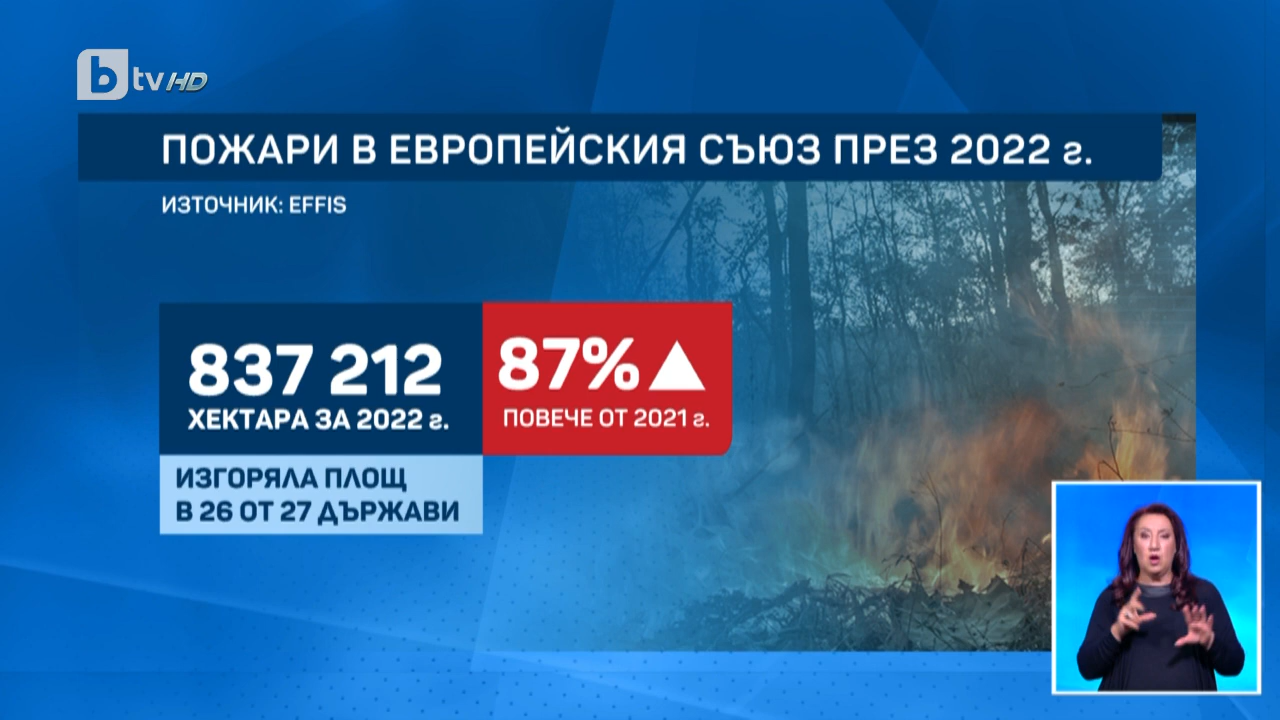 btv HD
ПОЖАРИ В ЕВРОПЕЙСКИЯ СЪЮЗ ПРЕЗ 2022 г.
ИЗТОЧНИК: EFFIS
837 212
ХЕКТАРА ЗА 2022 г.
87%
ПОВЕЧЕ ОТ 2021 г.
ИЗГОРЯЛА ПЛОЩ
В 26 ОТ 27 ДЪРЖАВИ